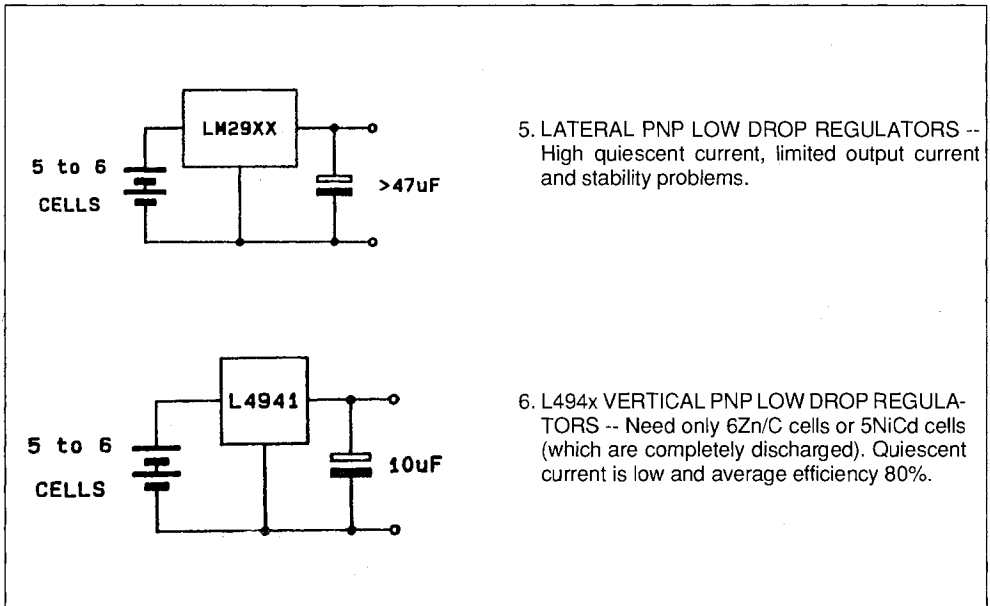 LM29XX
5 to 6
CELLS
>47uF
5. LATERAL PNP LOW DROP REGULATORS --
High quiescent current, limited output current
and stability problems.
L4941
5 to 6
CELLS
10uF
6. L494x VERTICAL PNP LOW DROP REGULA-
TORS -- Need only 6Zn/C cells or 5NiCd cells
(which are completely discharged). Quiescent
current is low and average efficiency 80%.